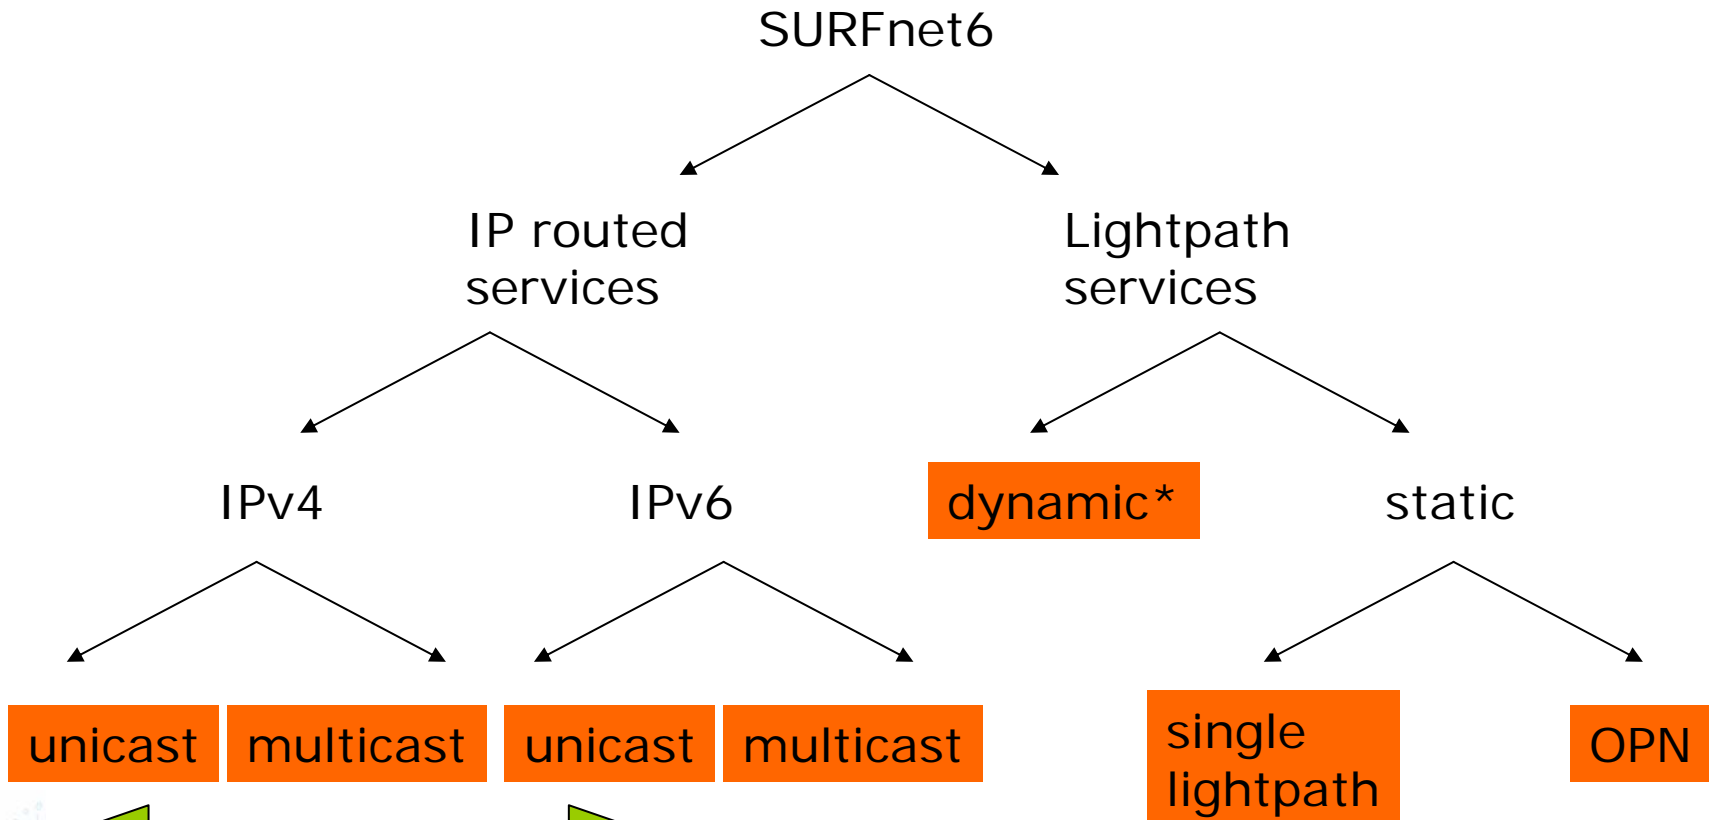 SURFnet6
IP routed
services
Lightpath
services
IPv4
IPv6
dynamic*
static
unicast
multicast
unicast
multicast
single
lightpath
OPN